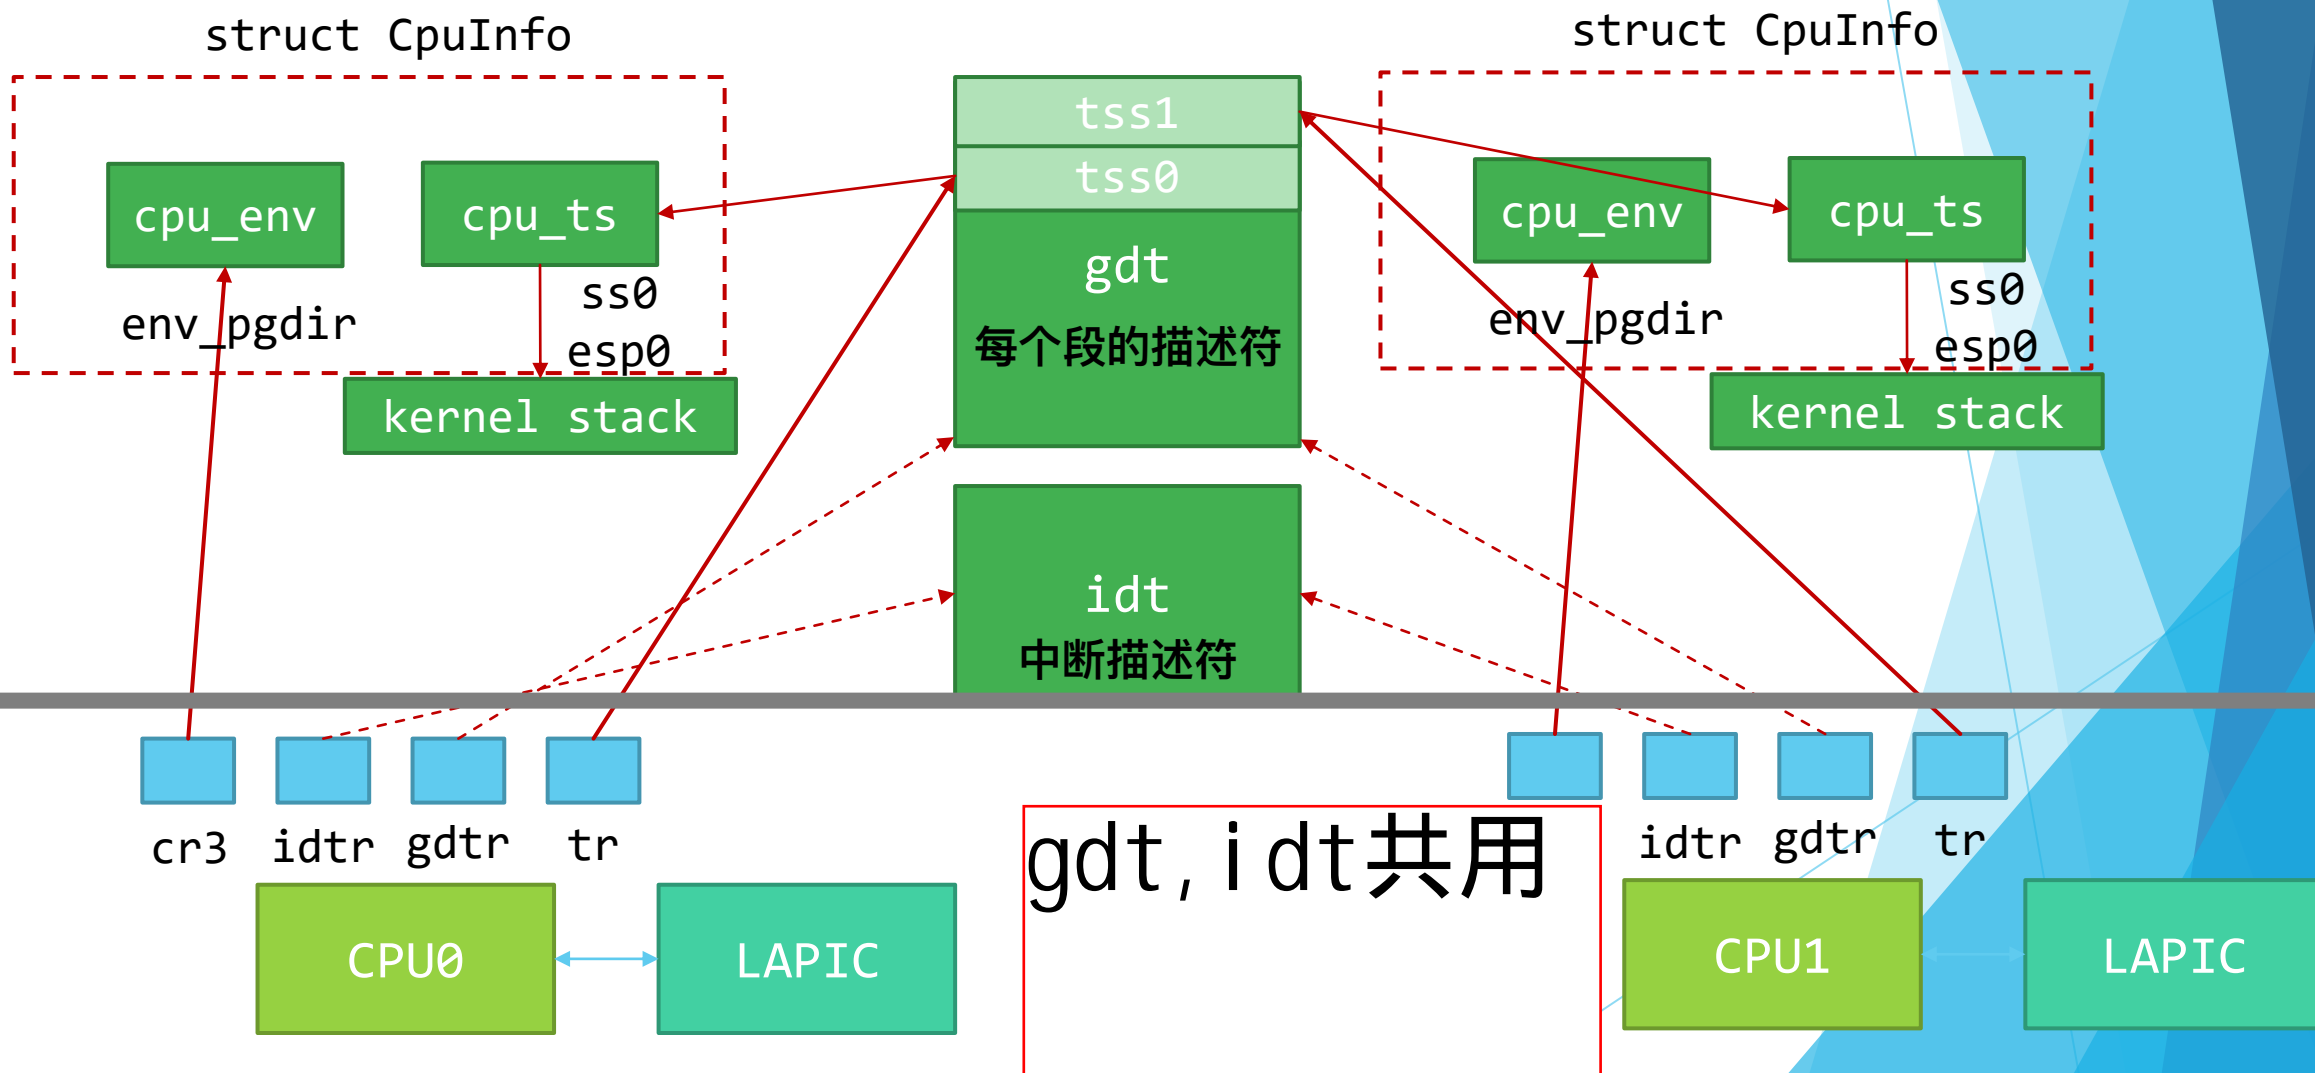 struct CpuInfo
struct CpuInfo
tss1
tss0
cpu_env
cpu_ts
cpu_env
cpu_ts
gdt
ss0
ss0
env_pgdir
esp0
每个段的描述符
env_pgdir
esp0
kernel stack
kernel stack
idt
中断描述符
cr3
idtr
gdtr
tr
gdt,idt共用
idtr
gdtr
tr
CPU0
LAPIC
CPU1
LAPIC